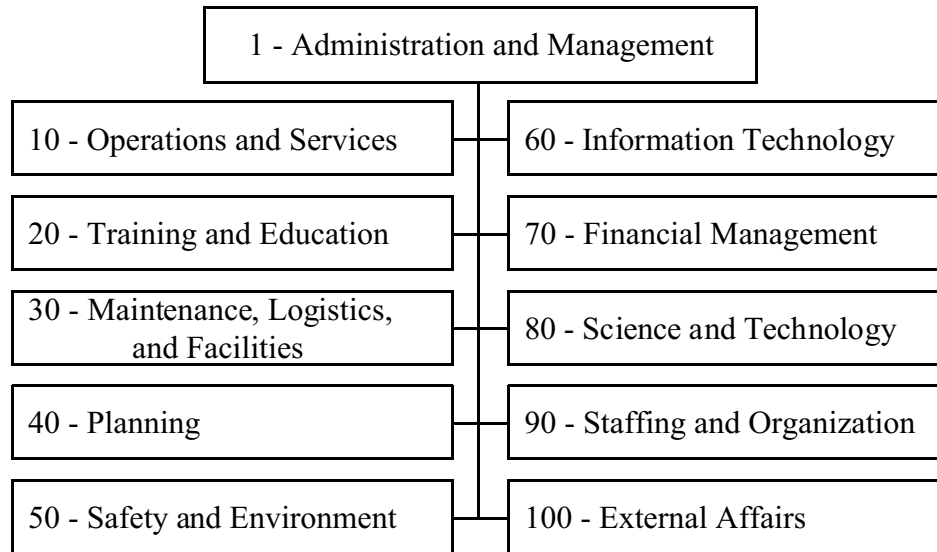 1 - Administration and Management
10 - Operations and Services
20 - Training and Education
30 - Maintenance, Logistics,
and Facilities
40 - Planning
50 - Safety and Environment
60 - Information Technology
70 - Financial Management
80 - Science and Technology
90 - Staffing and Organization
100 - External Affairs